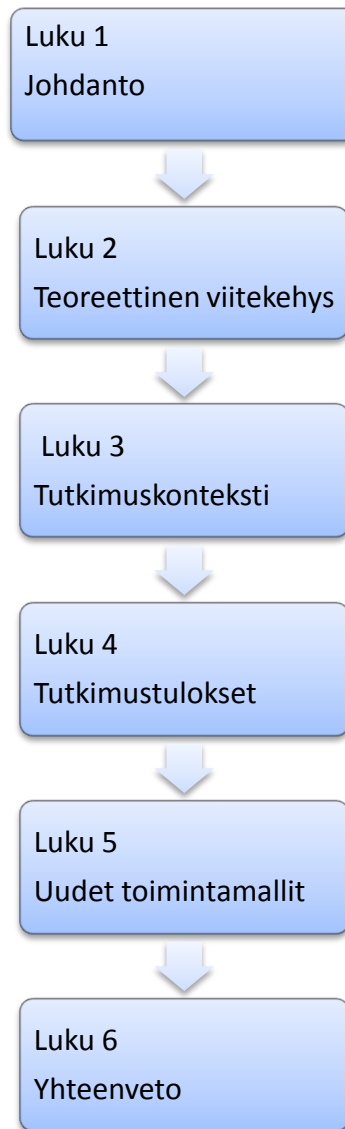 Luku 1
Johdanto
Luku 2
Teoreettinen viitekehys
Luku 3
Tutkimuskonteksti
Luku 4
Tutkimustulokset
Luku 5
Uudet toimintamallit
Luku 6
Yhteenveto